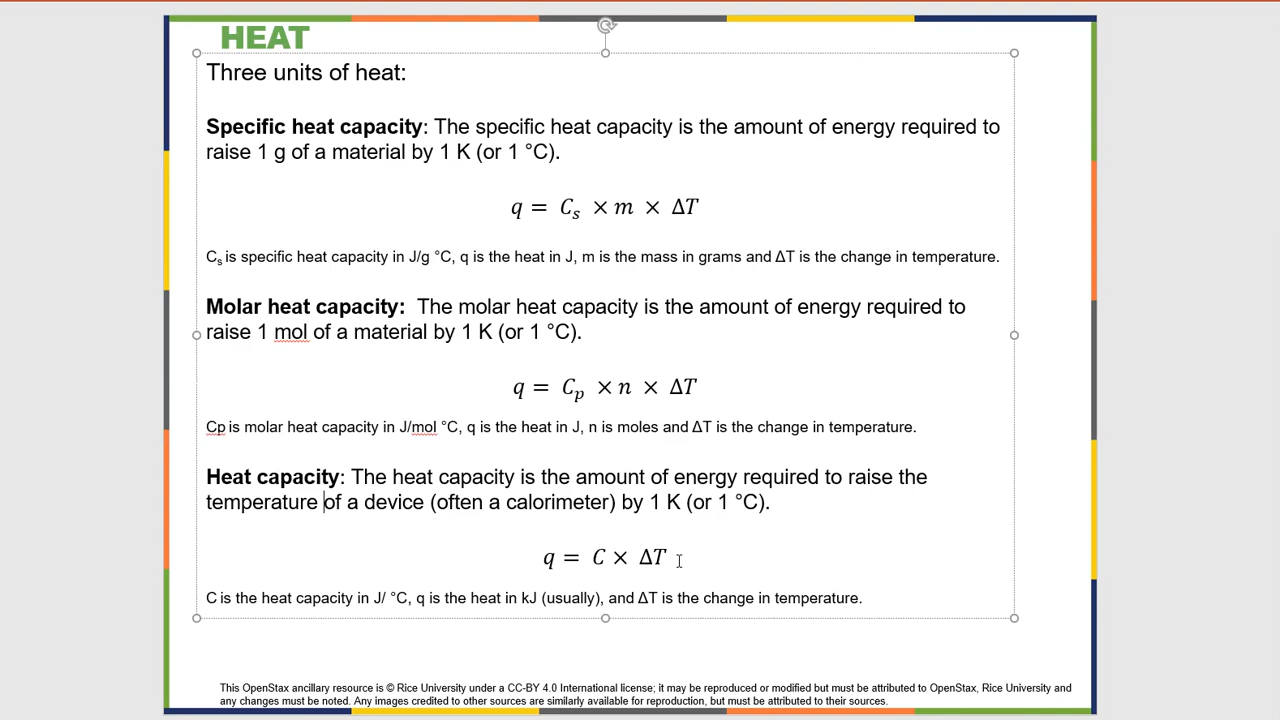 HEAT
Three units of heat:
Specific heat capacity: The specific heat capacity is the amount of energy required to
raise 1 g of a material by 1 K (or 1 °C).
q = Cₛ × m × ΔT
Cₛ is specific heat capacity in J/g °C, q is the heat in J, m is the mass in grams and ΔT is the change in temperature.
Molar heat capacity: The molar heat capacity is the amount of energy required to
raise 1 mol of a material by 1 K (or 1 °C).
q = Cₚ × n × ΔT
Cp is molar heat capacity in J/mol °C, q is the heat in J, n is moles and ΔT is the change in temperature.
Heat capacity: The heat capacity is the amount of energy required to raise the
temperature of a device (often a calorimeter) by 1 K (or 1 °C).
q = C × ΔT
C is the heat capacity in J/ °C, q is the heat in kJ (usually), and ΔT is the change in temperature.
This OpenStax ancillary resource is © Rice University under a CC-BY 4.0 International license; it may be reproduced or modified but must be attributed to OpenStax, Rice University and
any changes must be noted. Any images credited to other sources are similarly available for reproduction, but must be attributed to their sources.